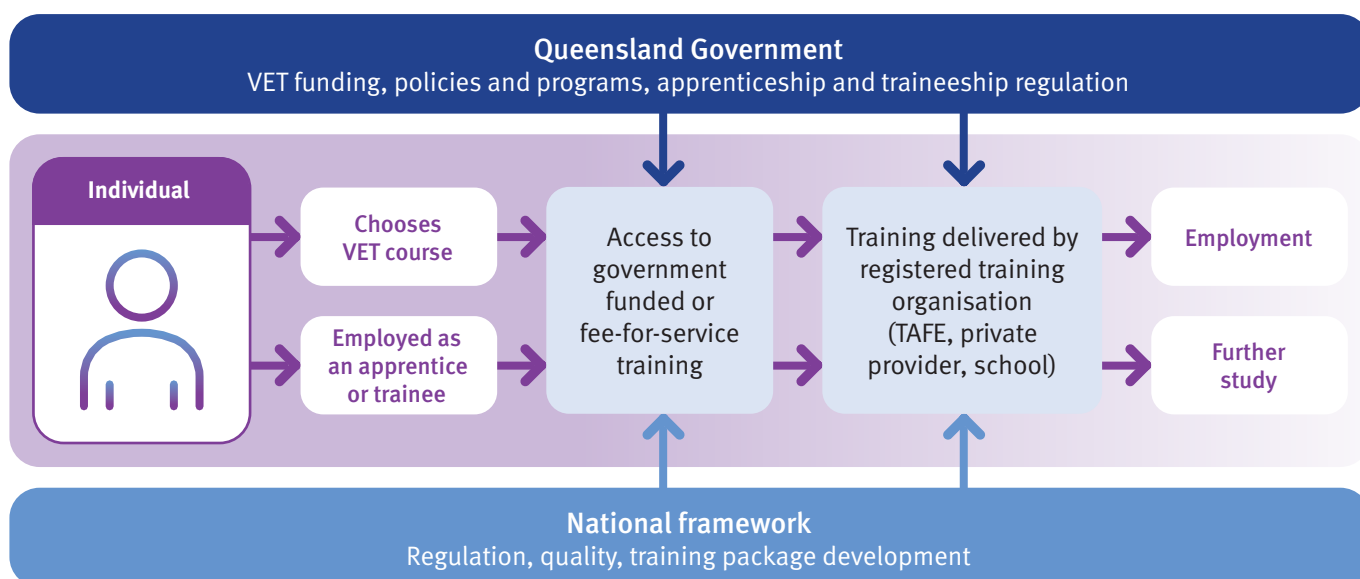 Queensland Government
VET funding, policies and programs, apprenticeship and traineeship regulation
Individual
Chooses
VET course
Employed as
an apprentice
or trainee
Access to
government
funded or
fee-for-service
training
Training delivered by
registered training
organisation
(TAFE, private
provider, school)
Employment
Further
study
National framework
Regulation, quality, training package development